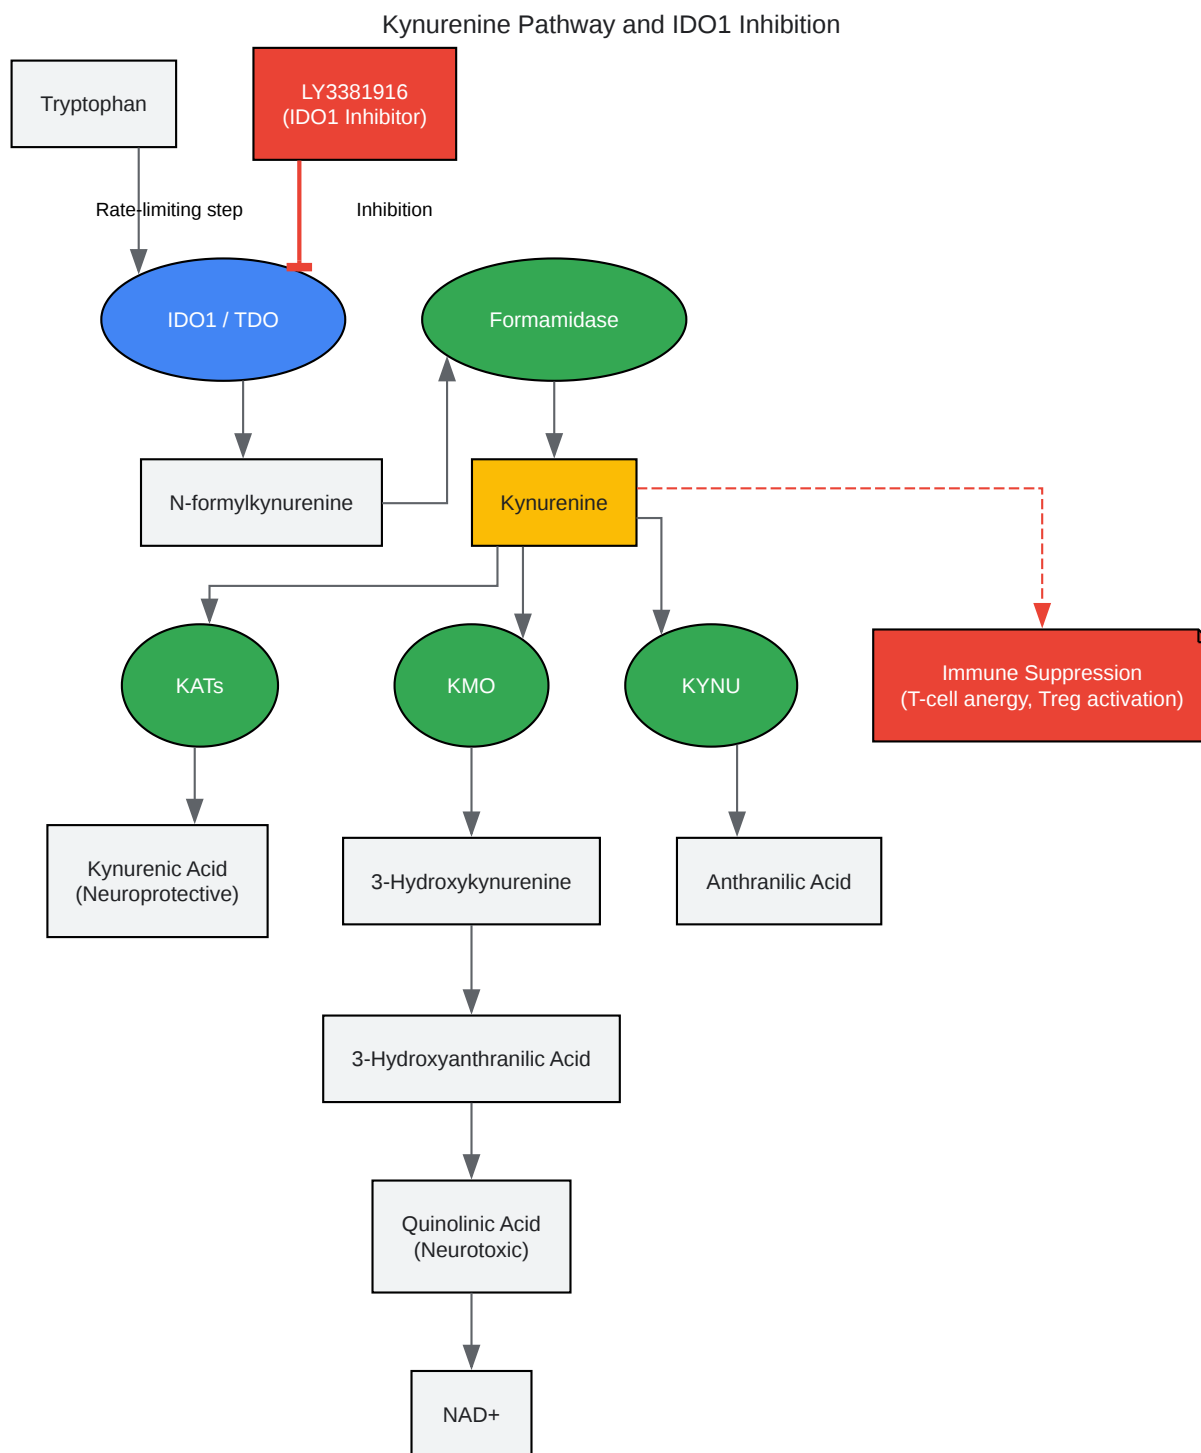 Kynurenine Pathway and IDO1 Inhibition
Tryptophan
LY3381916
(IDO1 Inhibitor)
Rate-limiting step
Inhibition
IDO1 / TDO
Formamidase
N-formylkynurenine
Kynurenine
KATs
KMO
KYNU
Immune Suppression
(T-cell anergy, Treg activation)
Kynurenic Acid
(Neuroprotective)
3-Hydroxykynurenine
Anthranilic Acid
3-Hydroxyanthranilic Acid
Quinolinic Acid
(Neurotoxic)
NAD+